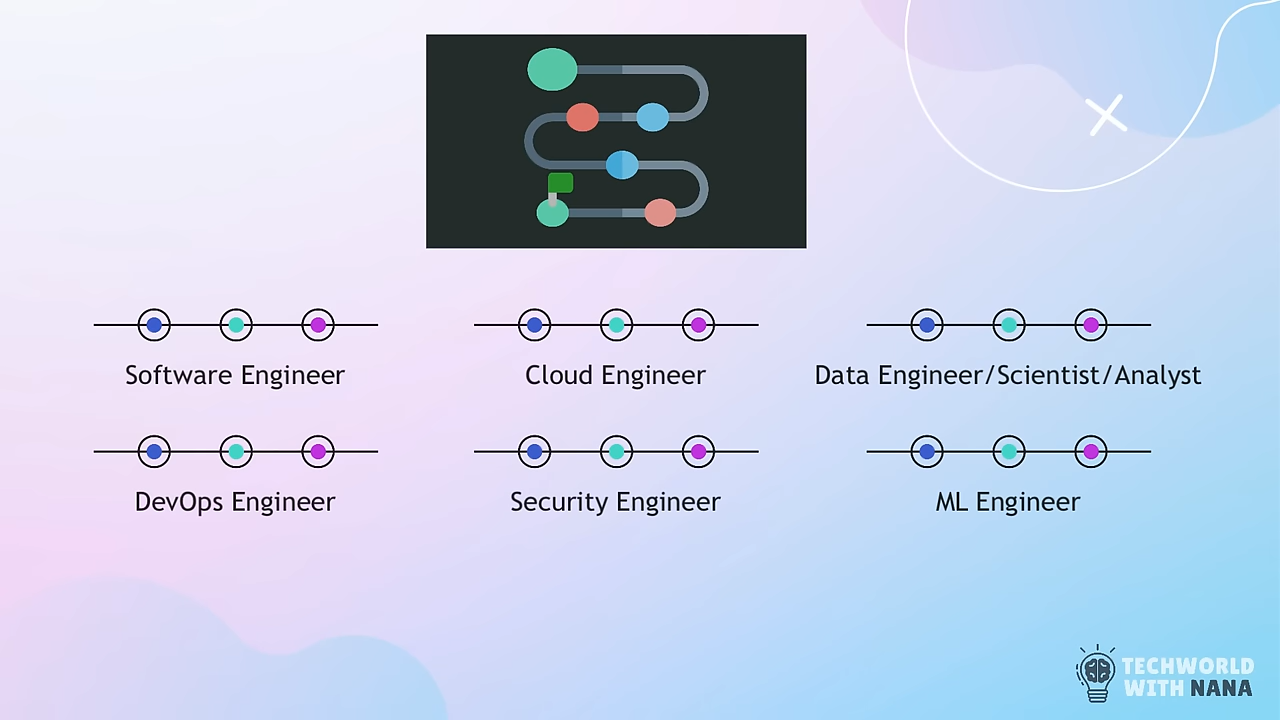 Software Engineer
Cloud Engineer
Data Engineer/Scientist/Analyst
DevOps Engineer
Security Engineer
ML Engineer
TECHWORLD
WITH NANA